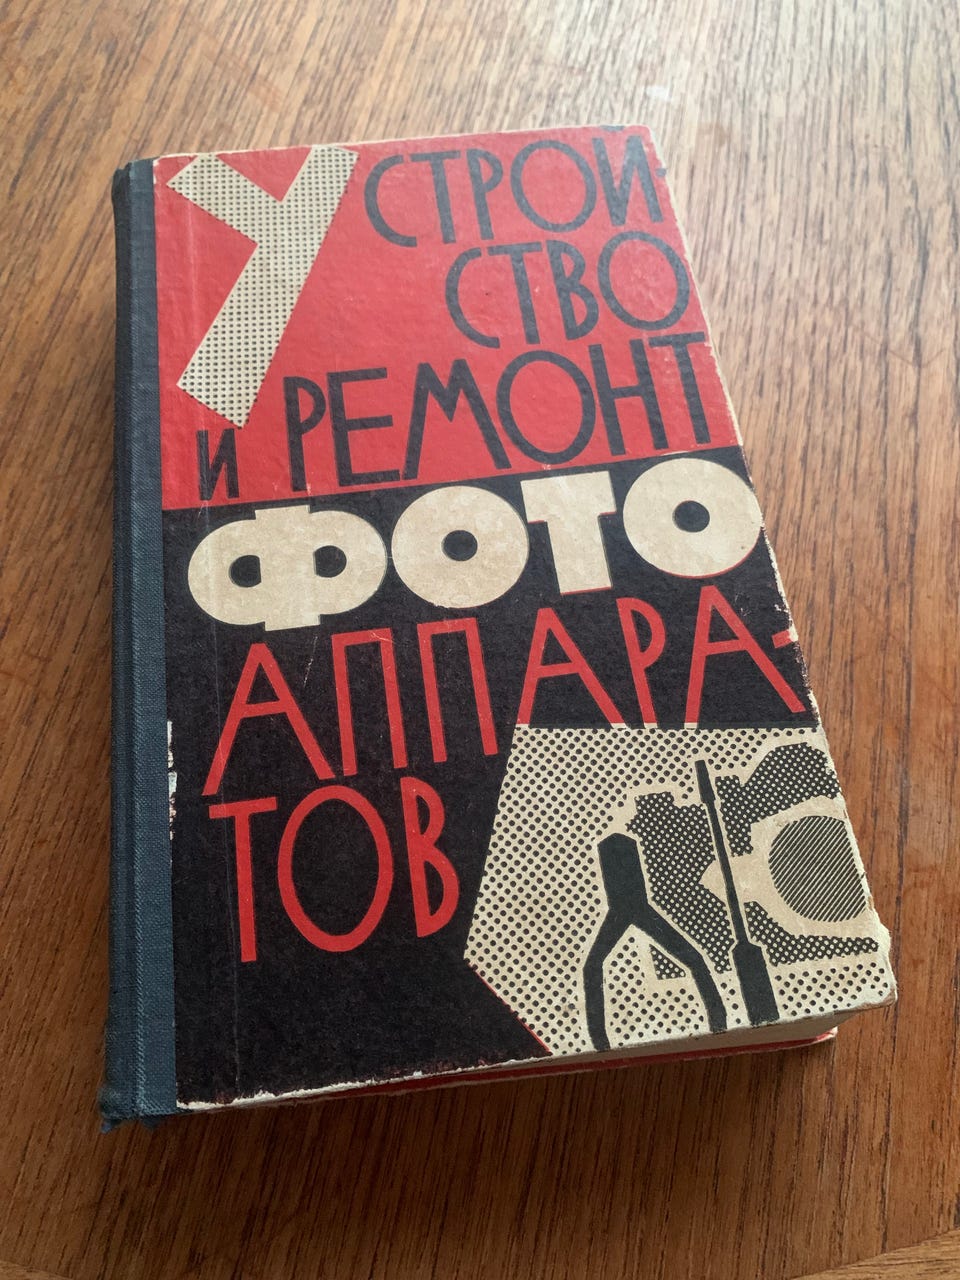 УСТРОЙ-
СТВО
И РЕМОНТ
ФОТО
АППАРА-
ТОВ